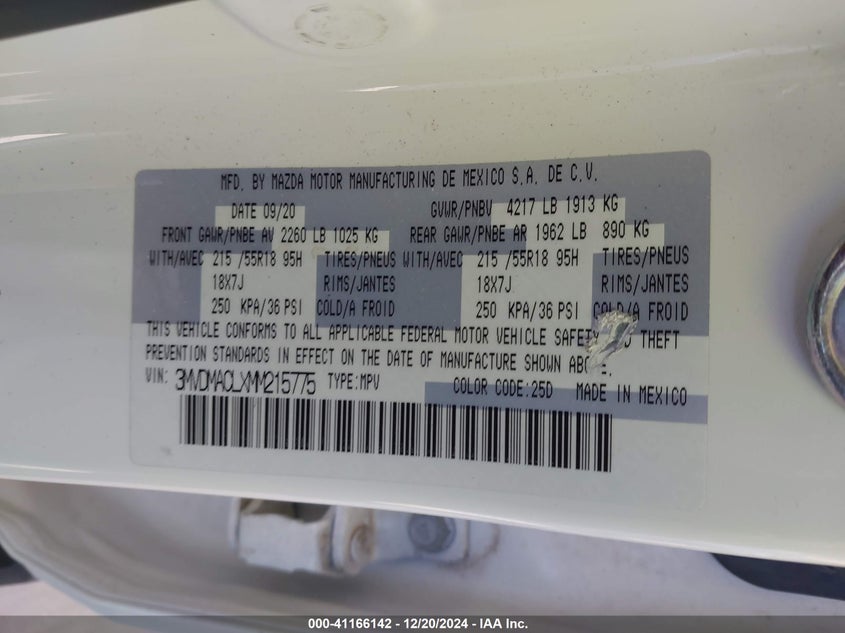 MFD. BY MAZDA MOTOR MANUFACTURING DE MEXICO S.A. DE C.V.
DATE 09/20 GVWR/PNBV 4217 LB 1913 KG
FRONT GAWR/PNBE AV 2260 LB 1025 KG REAR GAWR/PNBE AR 1962 LB 890 KG
WITH/AVEC 215 /55R18 95H TIRES/PNEUS WITH/AVEC 215 /55R18 95H TIRES/PNEUS
18X7J RIMS/JANTES 18X7J RIMS/JANTES
250 KPA/36 PSI COLD/A FROID 250 KPA/36 PSI COLD/A FROID
THIS VEHICLE CONFORMS TO ALL APPLICABLE FEDERAL MOTOR VEHICLE SAFETY THEFT
PREVENTION STANDARDS IN EFFECT ON THE DATE OF MANUFACTURE SHOWN
VIN: 3MVDMACLXMM215775 TYPE:MPV COLOR CODE:25D MADE IN MEXICO
000-41166142 - 12/20/2024 - IAA Inc.